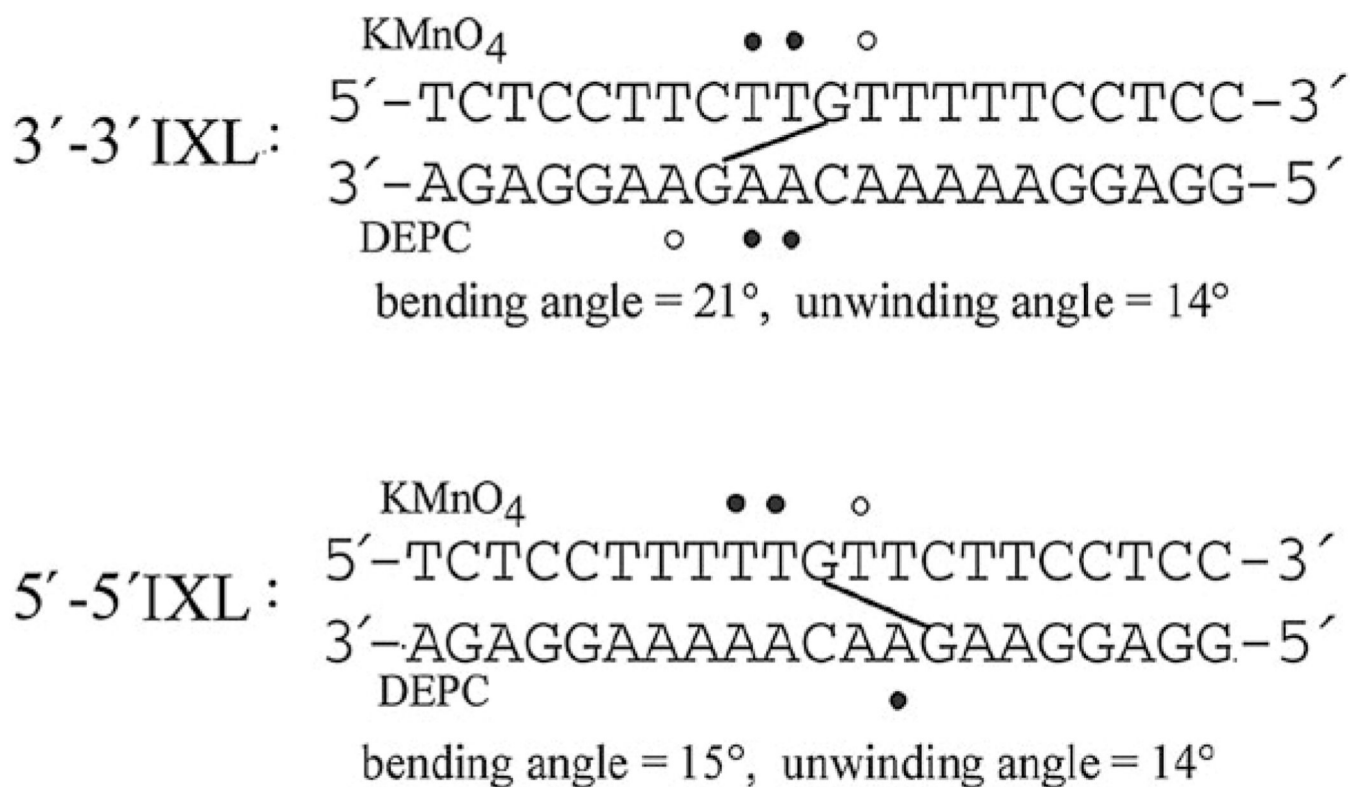 KMnO₄
5´-TCTCCTTCTTGTTTTTCCTCC-3´
3´-3´IXL:
3´-AGAGGAAGAACAAAAAGGAGG-5´
DEPC
bending angle = 21°, unwinding angle = 14°
KMnO₄
5´-TCTCCTTTTTGTTCTTCCTCC-3´
5´-5´IXL:
3´-AGAGGAAAAACAAGAAGGAGG-5´
DEPC
bending angle = 15°, unwinding angle = 14°